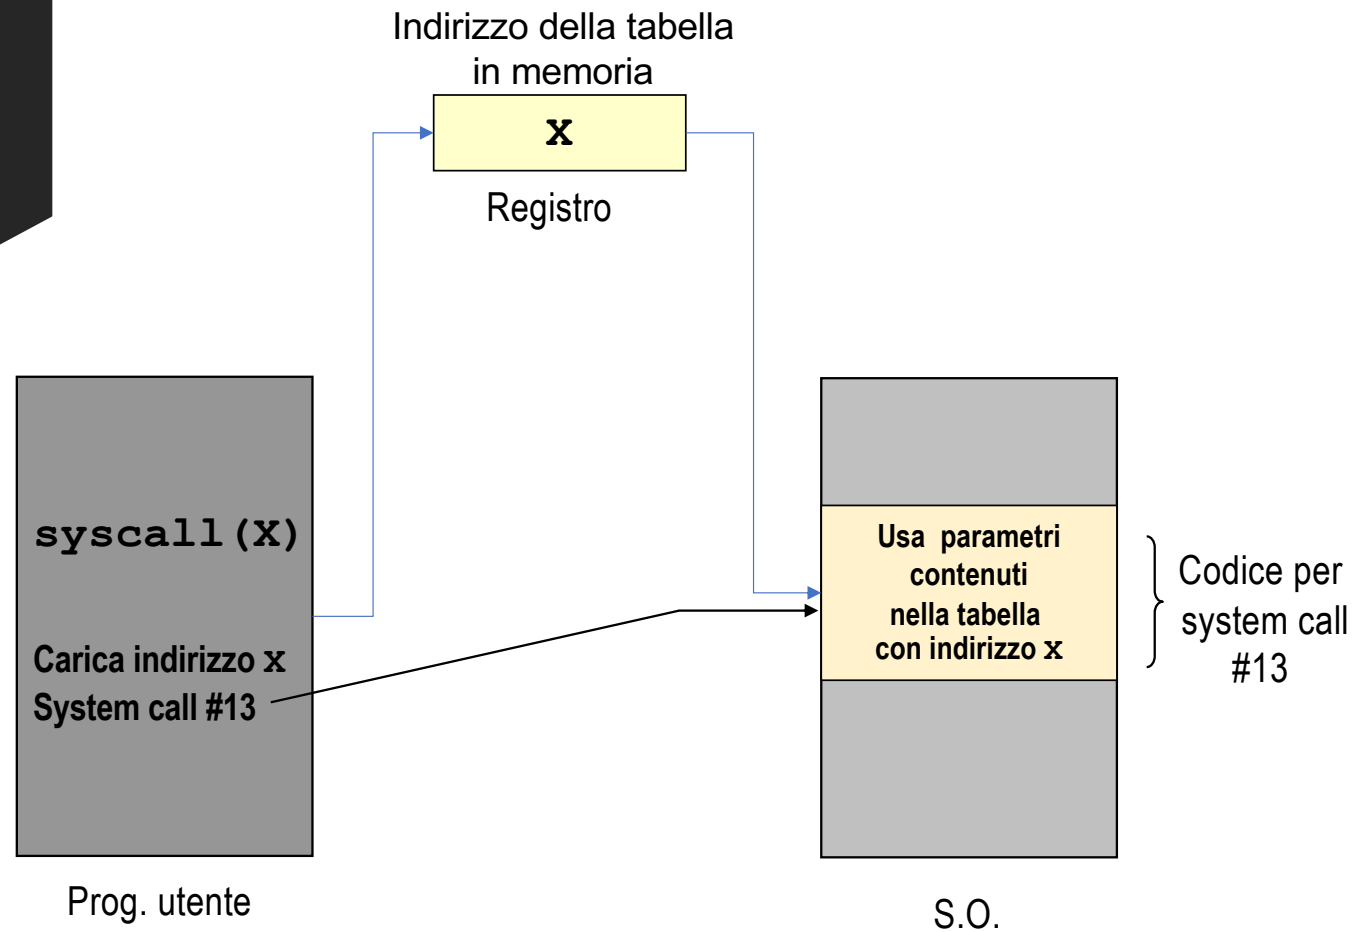 Indirizzo della tabella
in memoria
X
Registro
syscall(X)
Carica indirizzo X
System call #13
Prog. utente
Usa parametri
contenuti
nella tabella
con indirizzo X
S.O.
Codice per
system call
#13